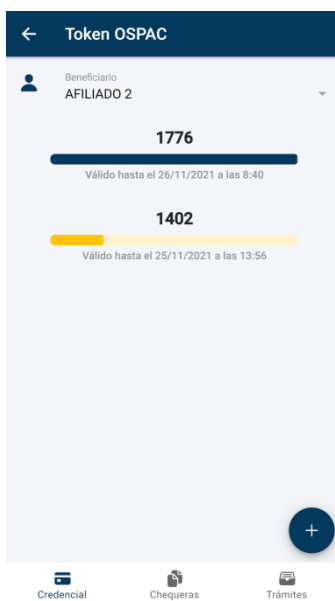 Token OSPAC
Beneficiario
AFILIADO 2
1776
Válido hasta el 26/11/2021 a las 8:40
1402
Válido hasta el 25/11/2021 a las 13:56
+
Credencial
Chequeras
Trámites